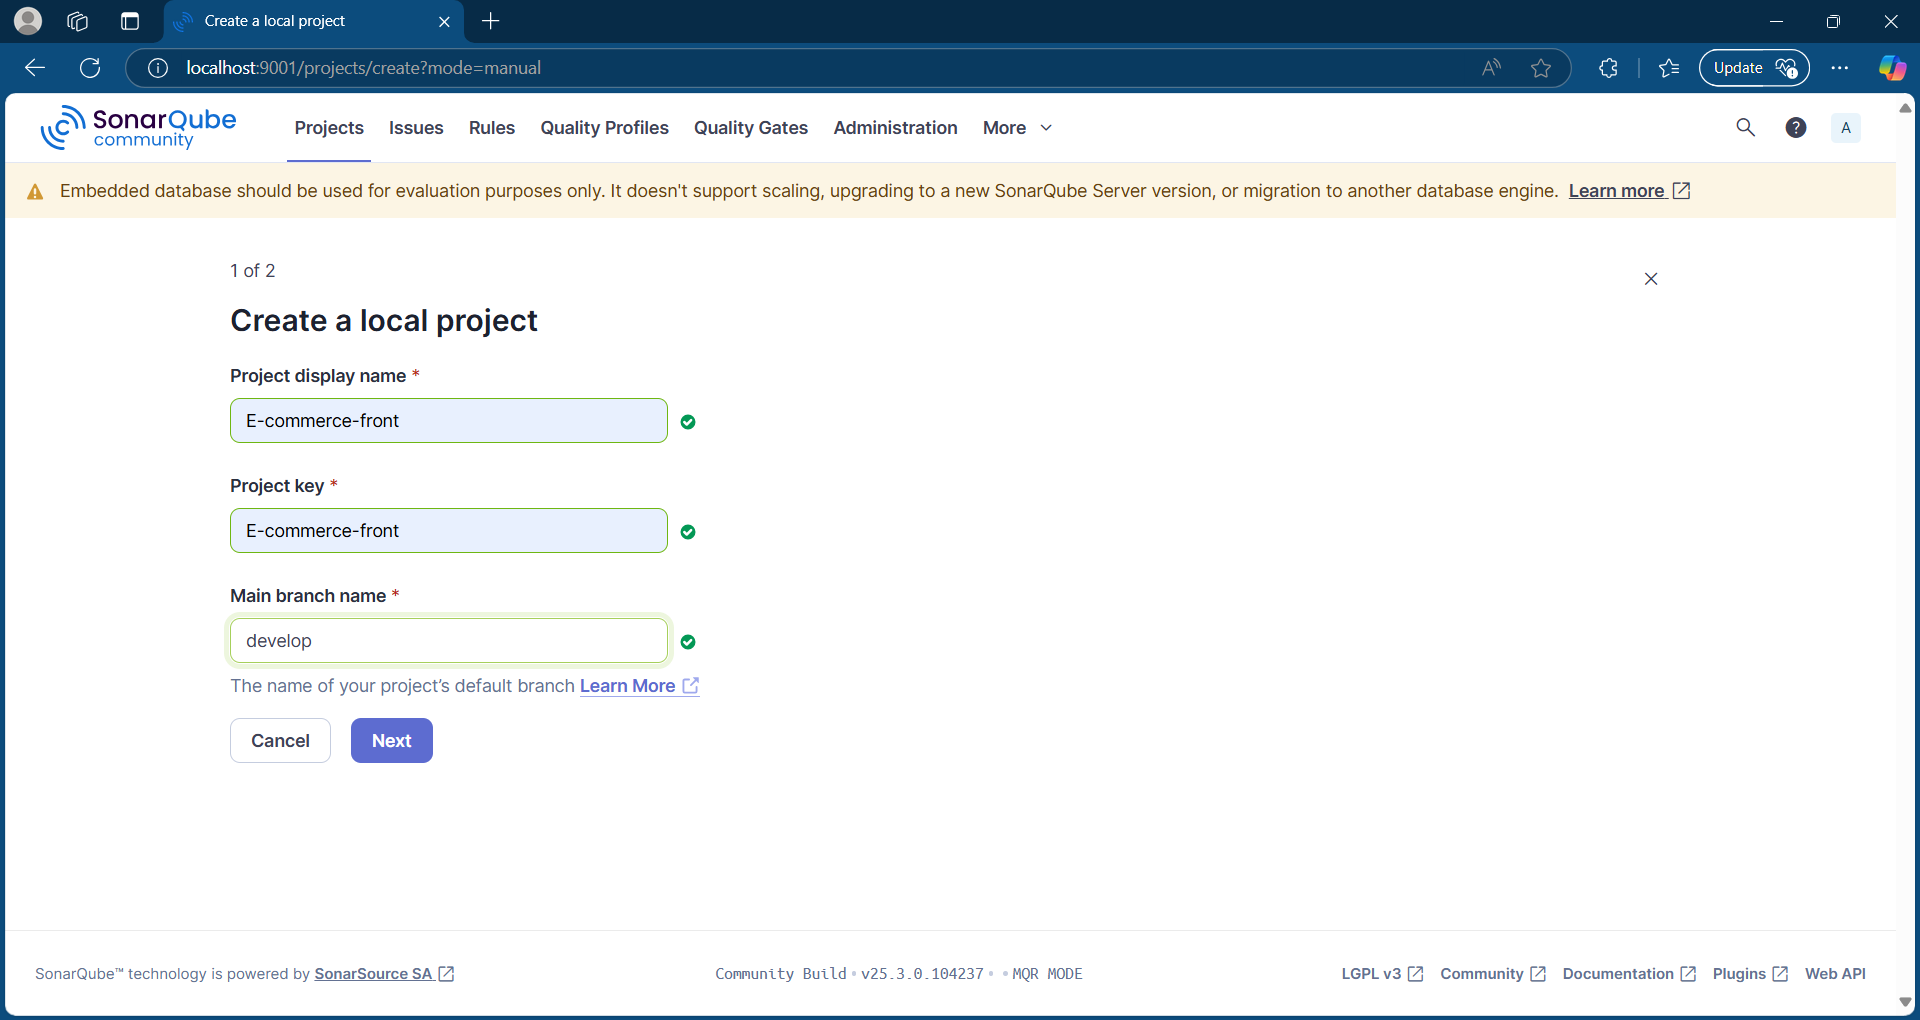 Create a local project
localhost:9001/projects/create?mode=manual
Update
SonarQube community
Projects Issues Rules Quality Profiles Quality Gates Administration More
? A
Embedded database should be used for evaluation purposes only. It doesn't support scaling, upgrading to a new SonarQube Server version, or migration to another database engine. Learn more
1 of 2
Create a local project
Project display name *
E-commerce-front
Project key *
E-commerce-front
Main branch name *
develop
The name of your project's default branch Learn More
Cancel Next
SonarQube™ technology is powered by SonarSource SA Community Build • v25.3.0.104237 • • MQR MODE LGPL v3 Community Documentation Plugins Web API